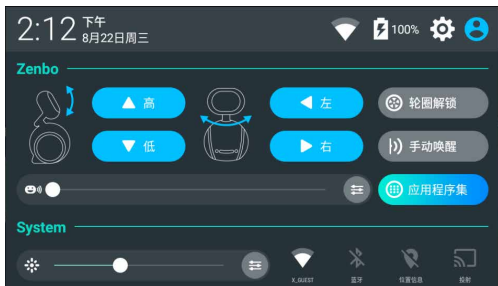 2:12 下午
8月22日周三
100%
Zenbo
高
左
轮圈解锁
低
右
手动唤醒
应用程序集
System
X_GUEST
蓝牙
位置信息
投射